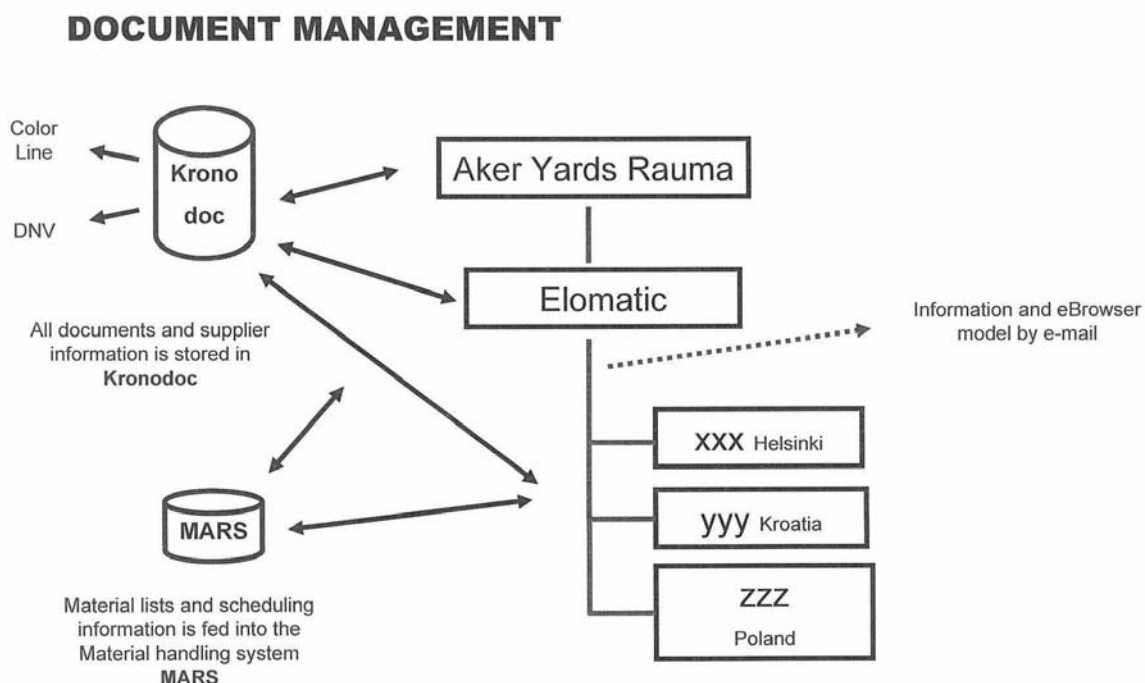 DOCUMENT MANAGEMENT
Color
Line
DNV
Krono
doc
Aker Yards Rauma
Elomatic
All documents and supplier
information is stored in
Kronodoc
Information and eBrowser
model by e-mail
xxx Helsinki
yyy Kroatia
zzz
Poland
MARS
Material lists and scheduling
information is fed into the
Material handling system
MARS